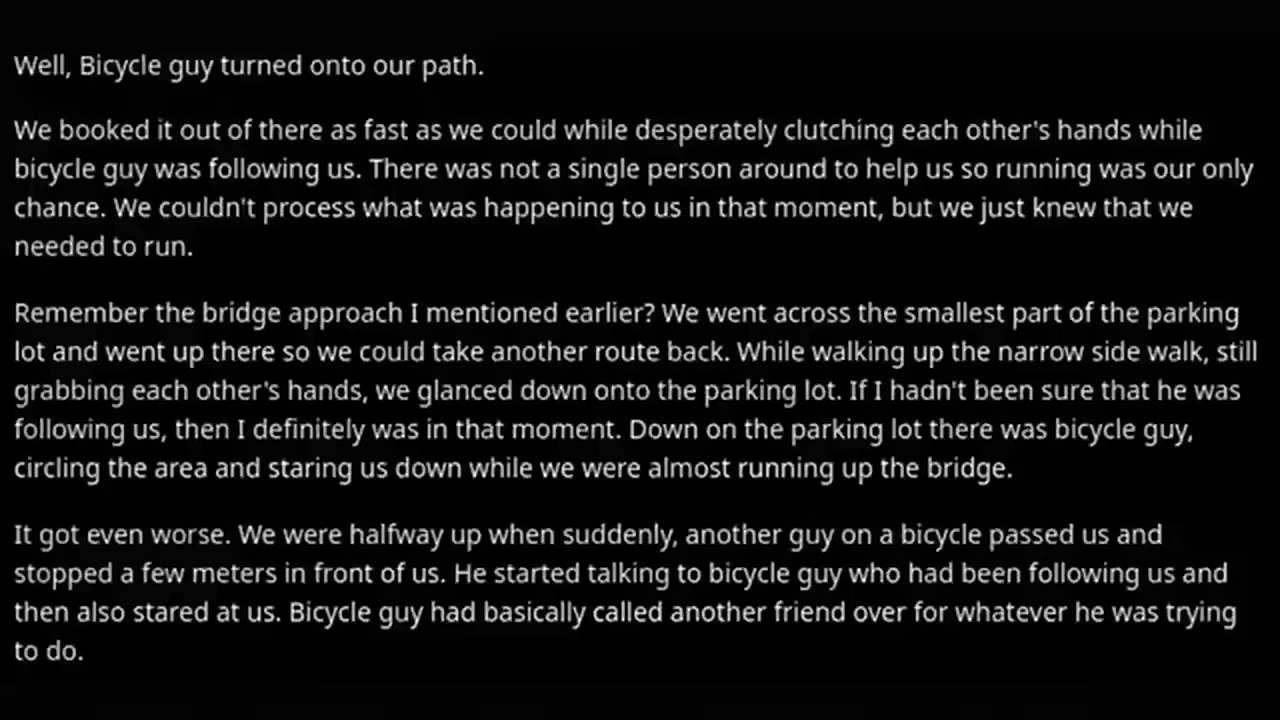 Well, Bicycle guy turned onto our path.
We booked it out of there as fast as we could while desperately clutching each other's hands while
bicycle guy was following us. There was not a single person around to help us so running was our only
chance. We couldn't process what was happening to us in that moment, but we just knew that we
needed to run.
Remember the bridge approach I mentioned earlier? We went across the smallest part of the parking
lot and went up there so we could take another route back. While walking up the narrow side walk, still
grabbing each other's hands, we glanced down onto the parking lot. If I hadn't been sure that he was
following us, then I definitely was in that moment. Down on the parking lot there was bicycle guy,
circling the area and staring us down while we were almost running up the bridge.
It got even worse. We were halfway up when suddenly, another guy on a bicycle passed us and
stopped a few meters in front of us. He started talking to bicycle guy who had been following us and
then also stared at us. Bicycle guy had basically called another friend over for whatever he was trying
to do.